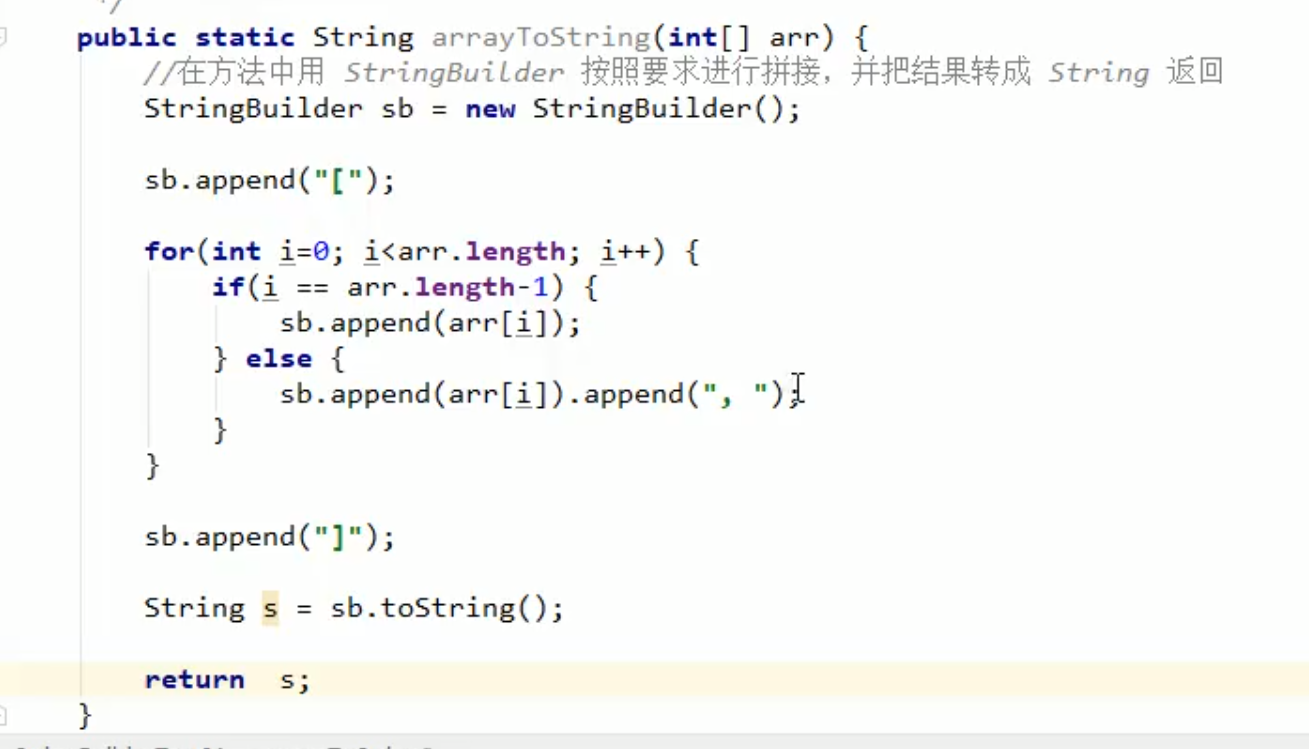 */
public static String arrayToString(int[] arr) {
//在方法中用 StringBuilder 按照要求进行拼接，并把结果转成 String 返回
StringBuilder sb = new StringBuilder();
sb.append("[");
for(int i=0; i<arr.length; i++) {
if(i == arr.length-1) {
sb.append(arr[i]);
} else {
sb.append(arr[i]).append(", ");
}
}
sb.append("]");
String s = sb.toString();
return  s;
}